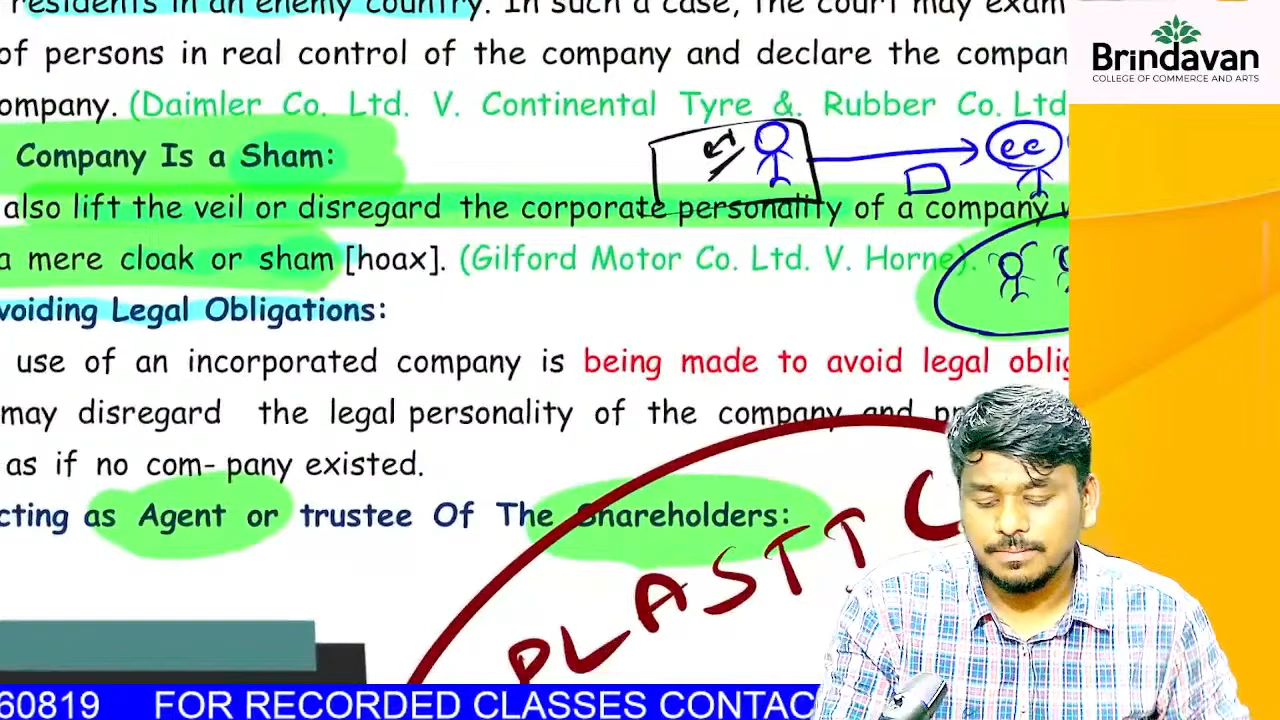 residents in an enemy country. In such a case, the court may exam
of persons in real control of the company and declare the compan
ompany. (Daimler Co. Ltd. V. Continental Tyre &. Rubber Co. Ltd
Company Is a Sham:
also lift the veil or disregard the corporate personality of a company w
a mere cloak or sham [hoax]. (Gilford Motor Co. Ltd. V. Horne).
voiding Legal Obligations:
use of an incorporated company is being made to avoid legal oblig
may disregard the legal personality of the company and pr
as if no com- pany existed.
cting as Agent or trustee Of The Shareholders:
PLASTTC
Brindavan
COLLEGE OF COMMERCE AND ARTS
60819 FOR RECORDED CLASSES CONTAC